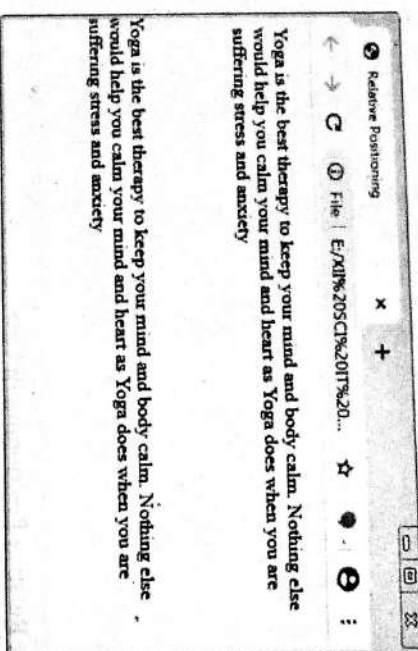 Relative Positioning
File | E:/XII%20SCI%20IT%20...
Yoga is the best therapy to keep your mind and body calm. Nothing else
would help you calm your mind and heart as Yoga does when you are
suffering stress and anxiety
Yoga is the best therapy to keep your mind and body calm. Nothing else
would help you calm your mind and heart as Yoga does when you are
suffering stress and anxiety